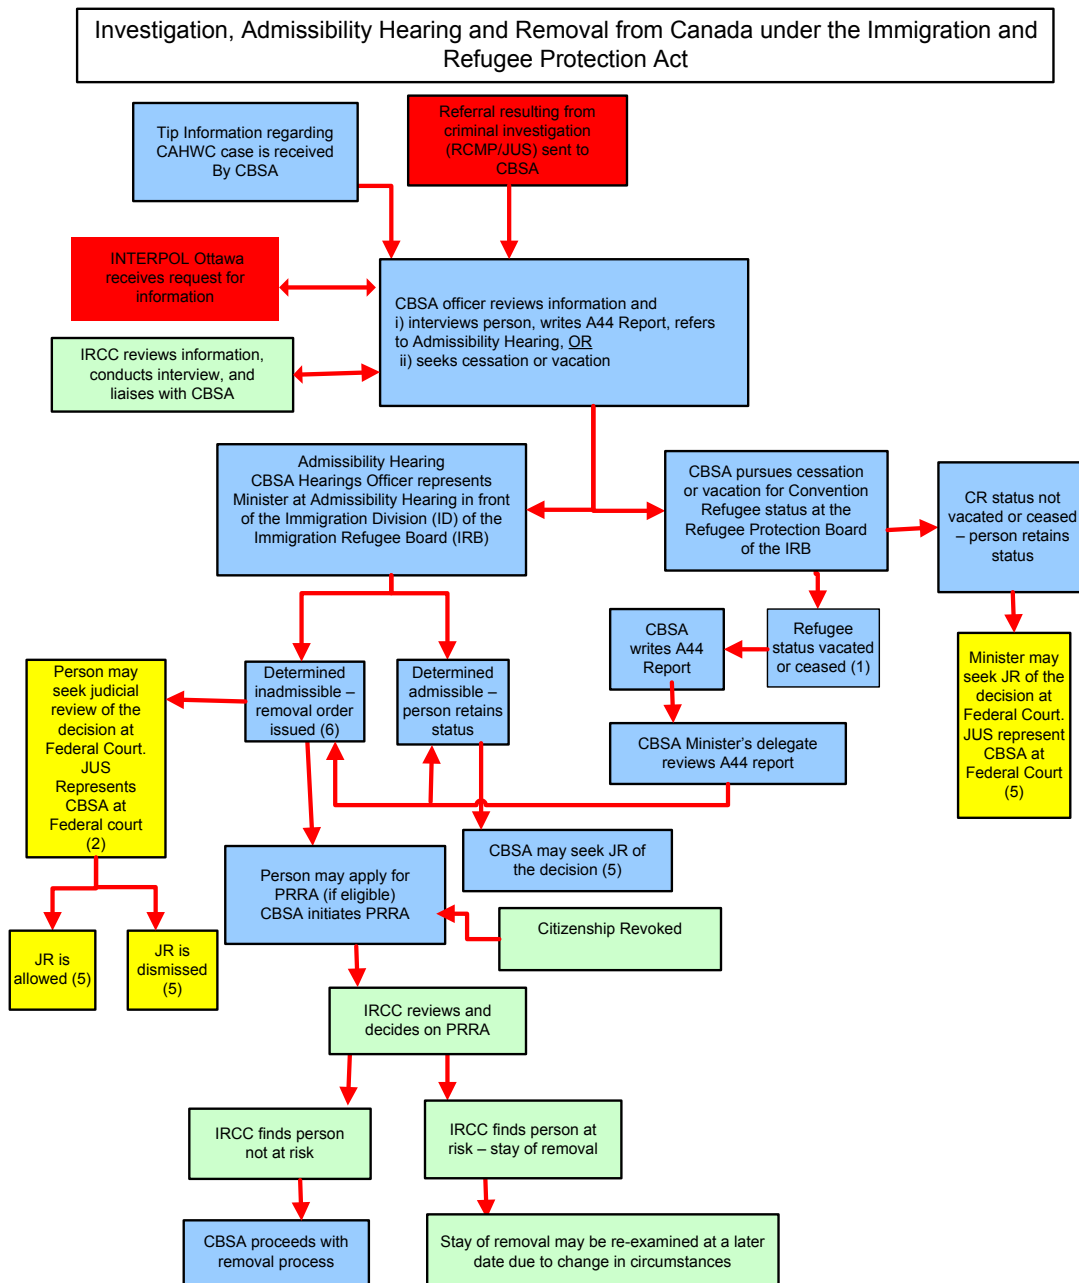 Investigation, Admissibility Hearing and Removal from Canada under the Immigration and
Refugee Protection Act
Tip Information regarding
CAHWC case is received
By CBSA
Referral resulting from
criminal investigation
(RCMP/JUS) sent to
CBSA
INTERPOL Ottawa
receives request for
information
CBSA officer reviews information and
i) interviews person, writes A44 Report, refers
to Admissibility Hearing, OR
ii) seeks cessation or vacation
IRCC reviews information,
conducts interview, and
liaises with CBSA
Admissibility Hearing
CBSA Hearings Officer represents
Minister at Admissibility Hearing in front
of the Immigration Division (ID) of the
Immigration Refugee Board (IRB)
CBSA pursues cessation
or vacation for Convention
Refugee status at the
Refugee Protection Board
of the IRB
CR status not
vacated or ceased
– person retains
status
CBSA
writes A44
Report
Refugee
status vacated
or ceased (1)
Person may
seek judicial
review of the
decision at
Federal Court.
JUS
Represents
CBSA at
Federal court
(2)
Determined
inadmissible –
removal order
issued (6)
Determined
admissible –
person retains
status
Minister may
seek JR of the
decision at
Federal Court.
JUS represent
CBSA at
Federal Court
(5)
CBSA Minister's delegate
reviews A44 report
CBSA may seek JR of
the decision (5)
Person may apply for
PRRA (if eligible)
CBSA initiates PRRA
Citizenship Revoked
JR is
allowed (5)
JR is
dismissed
(5)
IRCC reviews and
decides on PRRA
IRCC finds person
not at risk
IRCC finds person at
risk – stay of removal
CBSA proceeds with
removal process
Stay of removal may be re-examined at a later
date due to change in circumstances